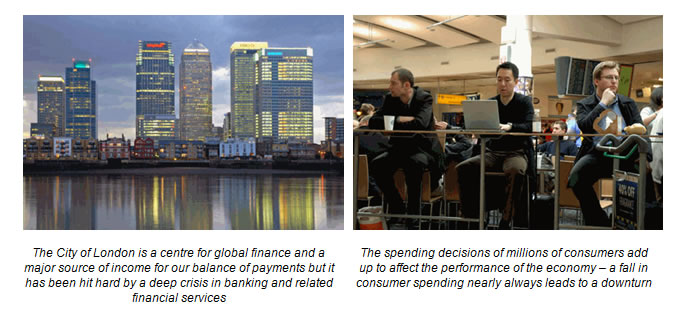 The City of London is a centre for global finance and a
major source of income for our balance of payments but it
has been hit hard by a deep crisis in banking and related
financial services
The spending decisions of millions of consumers add
up to affect the performance of the economy – a fall in
consumer spending nearly always leads to a downturn